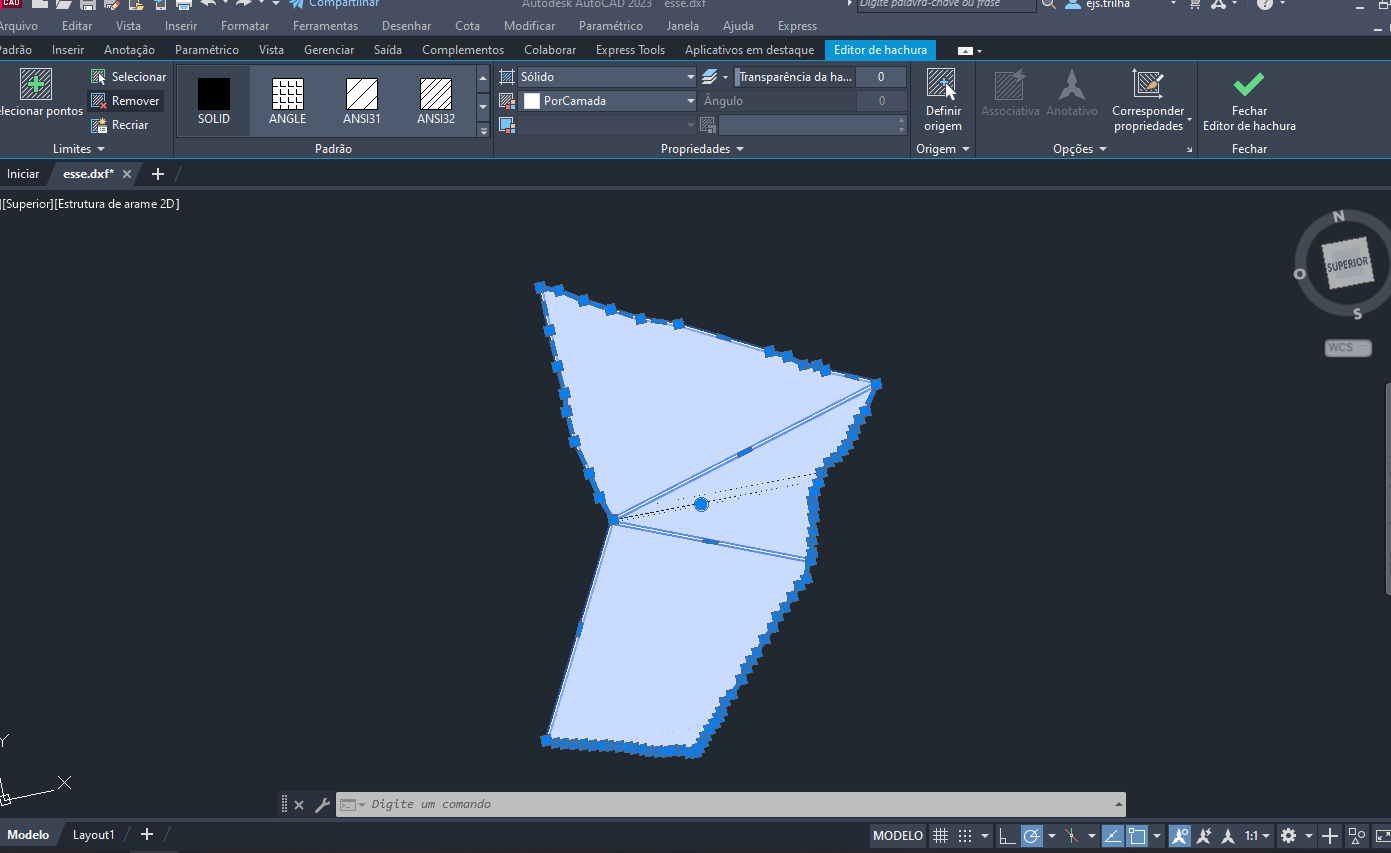 CAD
Compartilhar
Autodesk AutoCAD 2023 esse.dxf
Digite palavra-chave ou frase
ejs.trilha
Arquivo Editar Vista Inserir Formatar Ferramentas Desenhar Cota Modificar Paramétrico Janela Ajuda Express
Padrão Inserir Anotação Paramétrico Vista Gerenciar Saída Complementos Colaborar Express Tools Aplicativos em destaque Editor de hachura
elecionar pontos
Selecionar
Remover
Recriar
Limites
SOLID
ANGLE
ANSI31
ANSI32
Padrão
Sólido
PorCamada
Transparência da ha... 0
Ângulo 0
Propriedades
Definir
origem
Origem
Associativa
Anotativo
Corresponder
propriedades
Opções
Fechar
Editor de hachura
Fechar
Iniciar
esse.dxf*
][Superior][Estrutura de arame 2D]
N
SUPERIOR
O
S
WCS
Y
X
Digite um comando
Modelo Layout1
MODELO
1:1